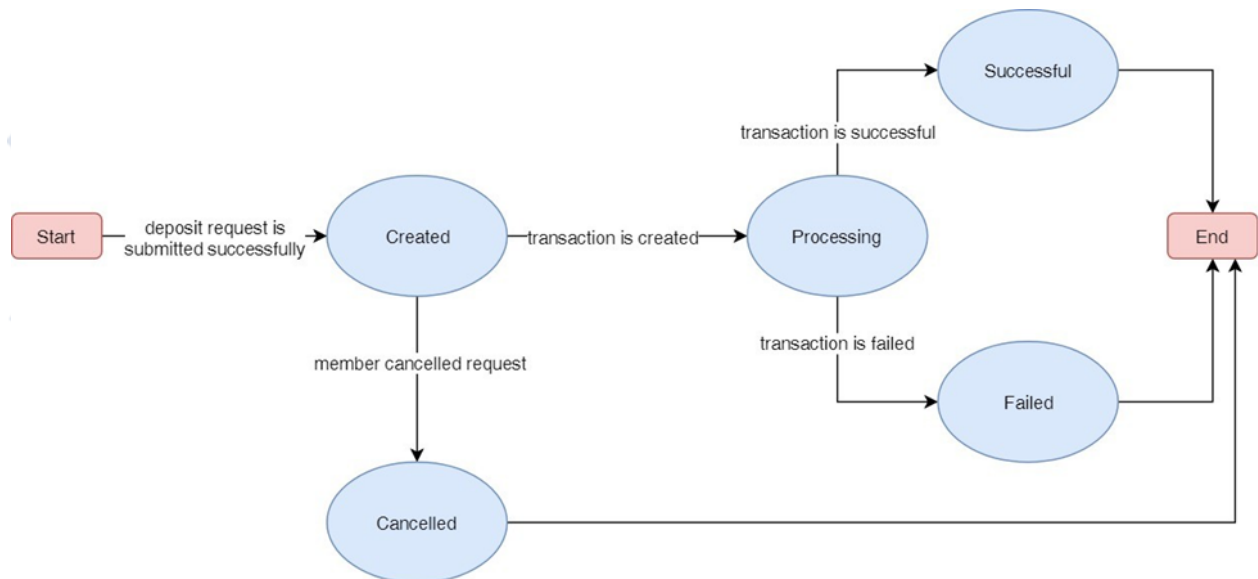 Successful
transaction is successful
Start
deposit request is
submitted successfully
Created
transaction is created
Processing
End
transaction is failed
member cancelled request
Failed
Cancelled